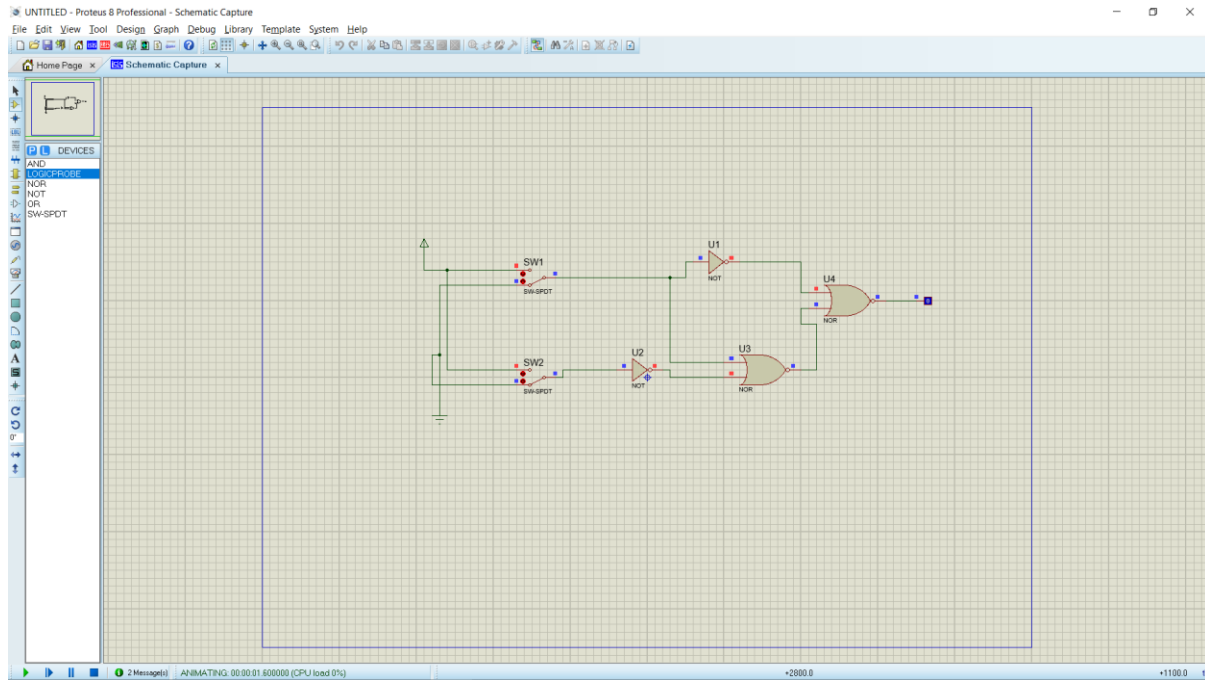 UNTITLED - Proteus 8 Professional - Schematic Capture
File Edit View Tool Design Graph Debug Library Template System Help
Home Page × Schematic Capture ×
P L DEVICES
AND
LOGICPROBE
NOR
NOT
OR
SW-SPDT
SW1
SW-SPDT
U1
NOT
U4
NOR
SW2
SW-SPDT
U2
NOT
U3
NOR
0°
2 Message(s) ANIMATING: 00:00:01.600000 (CPU load 0%) +2800.0 +1100.0